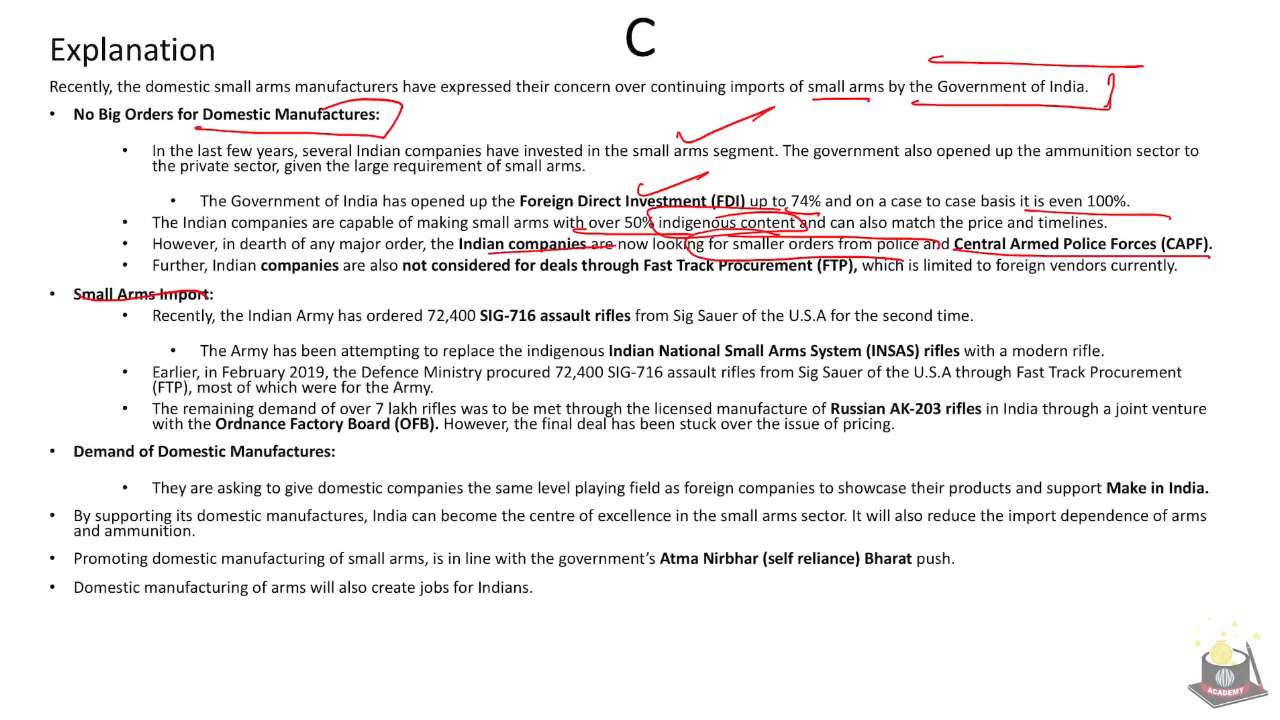 C
Explanation
Recently, the domestic small arms manufacturers have expressed their concern over continuing imports of small arms by the Government of India.
• No Big Orders for Domestic Manufactures:
• In the last few years, several Indian companies have invested in the small arms segment. The government also opened up the ammunition sector to
the private sector, given the large requirement of small arms.
• The Government of India has opened up the Foreign Direct Investment (FDI) up to 74% and on a case to case basis it is even 100%.
• The Indian companies are capable of making small arms with over 50% indigenous content and can also match the price and timelines.
• However, in dearth of any major order, the Indian companies are now looking for smaller orders from police and Central Armed Police Forces (CAPF).
• Further, Indian companies are also not considered for deals through Fast Track Procurement (FTP), which is limited to foreign vendors currently.
• Small Arms Import:
• Recently, the Indian Army has ordered 72,400 SIG-716 assault rifles from Sig Sauer of the U.S.A for the second time.
• The Army has been attempting to replace the indigenous Indian National Small Arms System (INSAS) rifles with a modern rifle.
• Earlier, in February 2019, the Defence Ministry procured 72,400 SIG-716 assault rifles from Sig Sauer of the U.S.A through Fast Track Procurement
(FTP), most of which were for the Army.
• The remaining demand of over 7 lakh rifles was to be met through the licensed manufacture of Russian AK-203 rifles in India through a joint venture
with the Ordnance Factory Board (OFB). However, the final deal has been stuck over the issue of pricing.
• Demand of Domestic Manufactures:
• They are asking to give domestic companies the same level playing field as foreign companies to showcase their products and support Make in India.
• By supporting its domestic manufactures, India can become the centre of excellence in the small arms sector. It will also reduce the import dependence of arms
and ammunition.
• Promoting domestic manufacturing of small arms, is in line with the government's Atma Nirbhar (self reliance) Bharat push.
• Domestic manufacturing of arms will also create jobs for Indians.
ACADEMY